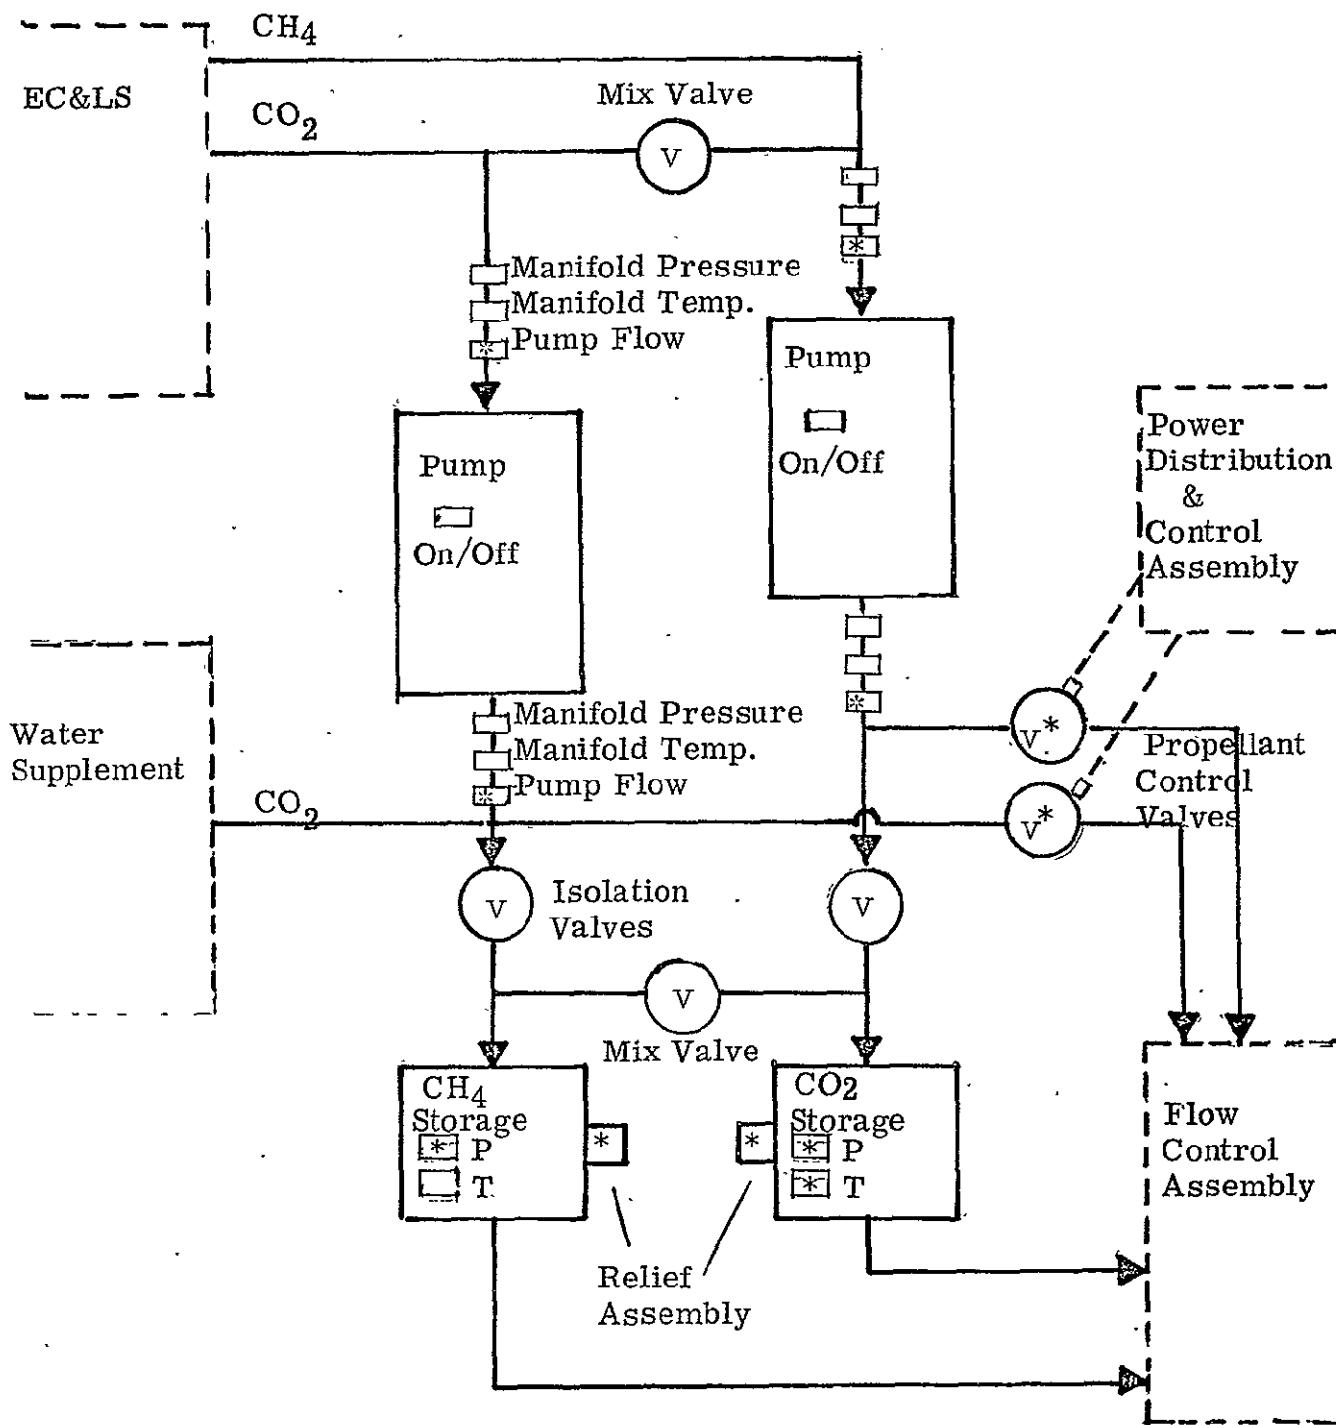 CH4
EC&LS
CO2
Mix Valve
V
*
Manifold Pressure
Manifold Temp.
* Pump Flow
Pump
On/Off
Pump
On/Off
Power
Distribution
&
Control
Assembly
*
Manifold Pressure
Manifold Temp.
* Pump Flow
Water
Supplement
CO2
V*
V*
Propellant
Control
Valves
V
Isolation
Valves
V
V
Mix Valve
CH4
Storage
* P
T
*
*
CO2
Storage
* P
* T
Relief
Assembly
Flow
Control
Assembly